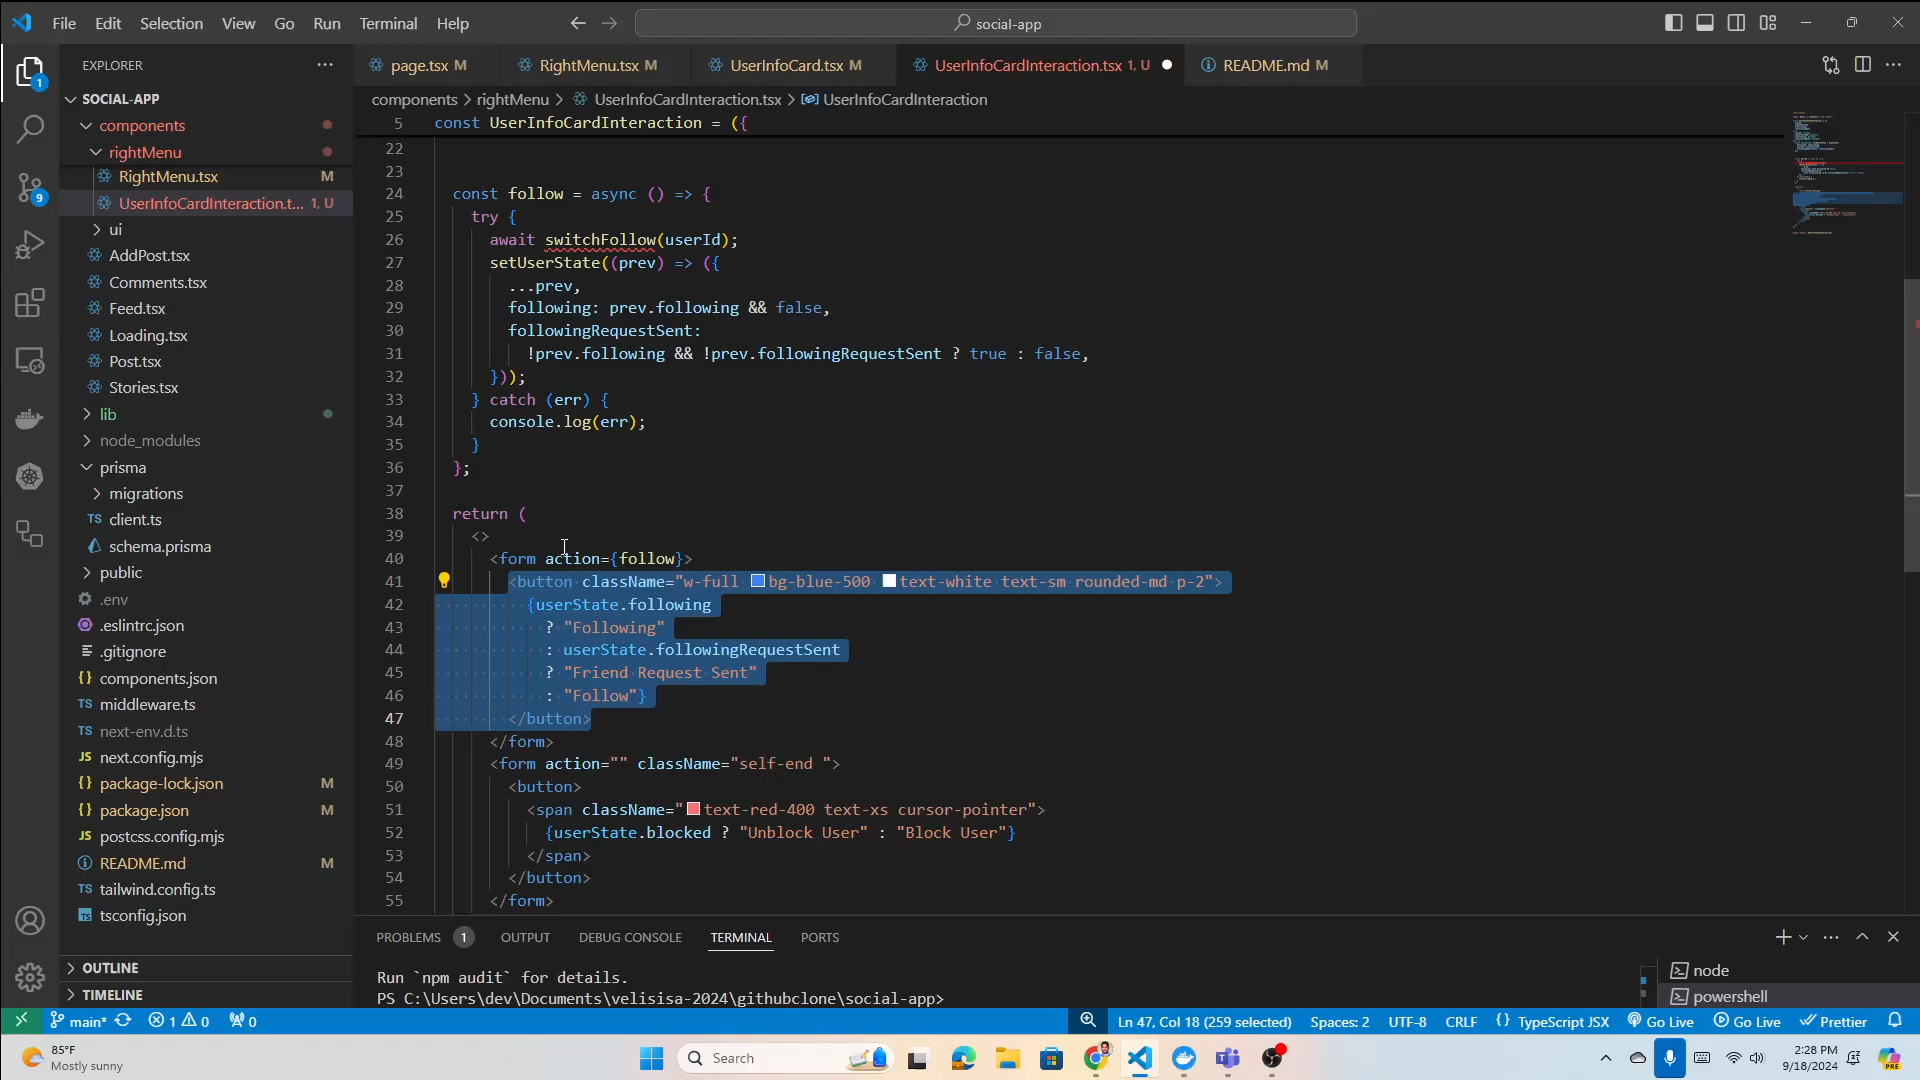 File Edit Selection View Go Run Terminal Help
social-app
EXPLORER
SOCIAL-APP
components
rightMenu
RightMenu.tsx M
UserInfoCardInteraction.t... 1, U
ui
AddPost.tsx
Comments.tsx
Feed.tsx
Loading.tsx
Post.tsx
Stories.tsx
lib
node_modules
prisma
migrations
TS client.ts
schema.prisma
public
.env
.eslintrc.json
.gitignore
{} components.json
TS middleware.ts
TS next-env.d.ts
JS next.config.mjs
{} package-lock.json M
{} package.json M
JS postcss.config.mjs
README.md M
TS tailwind.config.ts
tsconfig.json
OUTLINE
TIMELINE
1
9
page.tsx M RightMenu.tsx M UserInfoCard.tsx M UserInfoCardInteraction.tsx 1, U README.md M
components > rightMenu > UserInfoCardInteraction.tsx > UserInfoCardInteraction
5 const UserInfoCardInteraction = ({
22
23
24 const follow = async () => {
25 try {
26 await switchFollow(userId);
27 setUserState((prev) => ({
28 ...prev,
29 following: prev.following && false,
30 followingRequestSent:
31 !prev.following && !prev.followingRequestSent ? true : false,
32 }));
33 } catch (err) {
34 console.log(err);
35 }
36 };
37
38 return (
39 <>
40 <form action={follow}>
41 <button className="w-full bg-blue-500 text-white text-sm rounded-md p-2">
42 {userState.following
43 ? "Following"
44 : userState.followingRequestSent
45 ? "Friend Request Sent"
46 : "Follow"}
47 </button>
48 </form>
49 <form action="" className="self-end ">
50 <button>
51 <span className="text-red-400 text-xs cursor-pointer">
52 {userState.blocked ? "Unblock User" : "Block User"}
53 </span>
54 </button>
55 </form>
PROBLEMS 1 OUTPUT DEBUG CONSOLE TERMINAL PORTS
Run `npm audit` for details.
PS C:\Users\dev\Documents\velisisa-2024\githubclone\social-app>
node
powershell
main* 1 0 0 Ln 47, Col 18 (259 selected) Spaces: 2 UTF-8 CRLF {} TypeScript JSX Go Live Go Live Prettier
85°F
Mostly sunny
Search
2:28 PM
9/18/2024
PRE